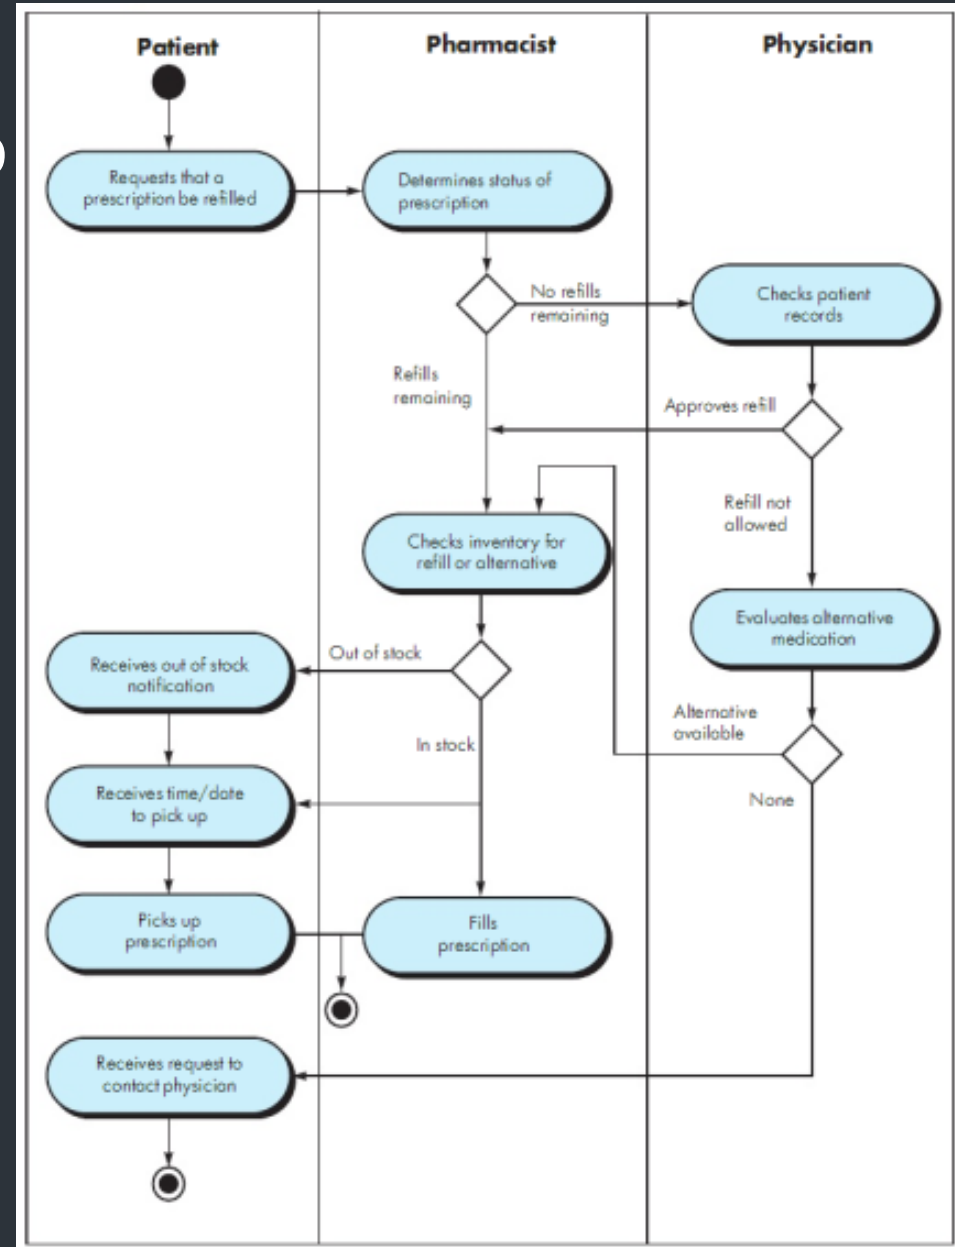 Patient
Pharmacist
Physician
Requests that a
prescription be refilled
Determines status of
prescription
No refills
remaining
Checks patient
records
Refills
remaining
Approves refill
Refill not
allowed
Checks inventory for
refill or alternative
Evaluates alternative
medication
Out of stock
Receives out of stock
notification
Alternative
available
In stock
None
Receives time/date
to pick up
Picks up
prescription
Fills
prescription
Receives request to
contact physician